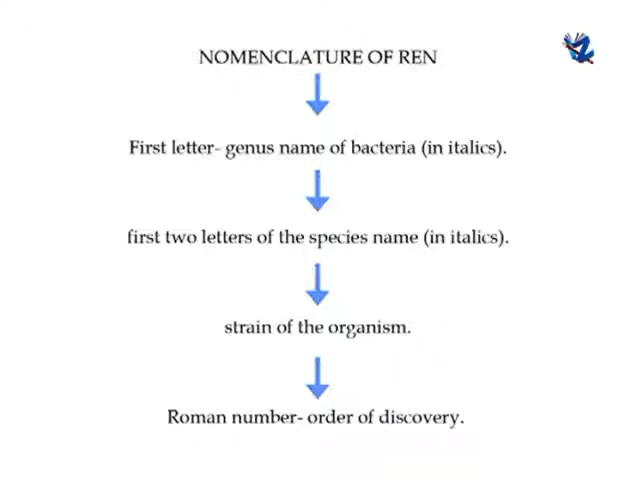 NOMENCLATURE OF REN
First letter- genus name of bacteria (in italics).
first two letters of the species name (in italics).
strain of the organism.
Roman number- order of discovery.